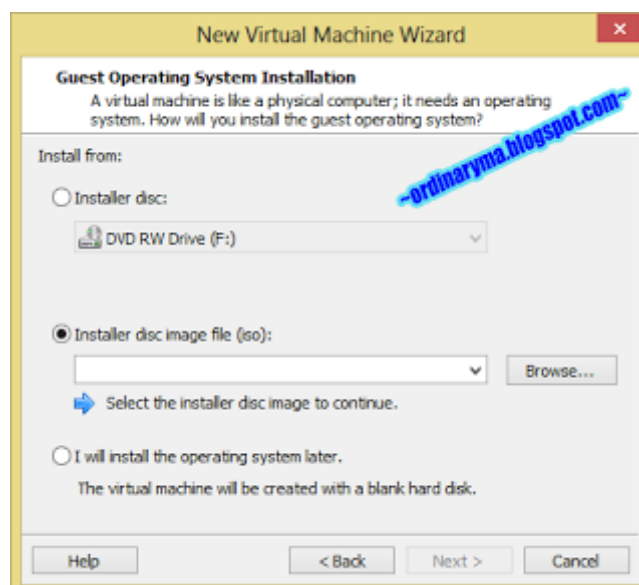 New Virtual Machine Wizard
Guest Operating System Installation
A virtual machine is like a physical computer; it needs an operating
system. How will you install the guest operating system?
~ordinaryma.blogspot.com~
Install from:
Installer disc:
DVD RW Drive (F:)
Installer disc image file (iso):
Browse...
Select the installer disc image to continue.
I will install the operating system later.
The virtual machine will be created with a blank hard disk.
Help < Back Next > Cancel